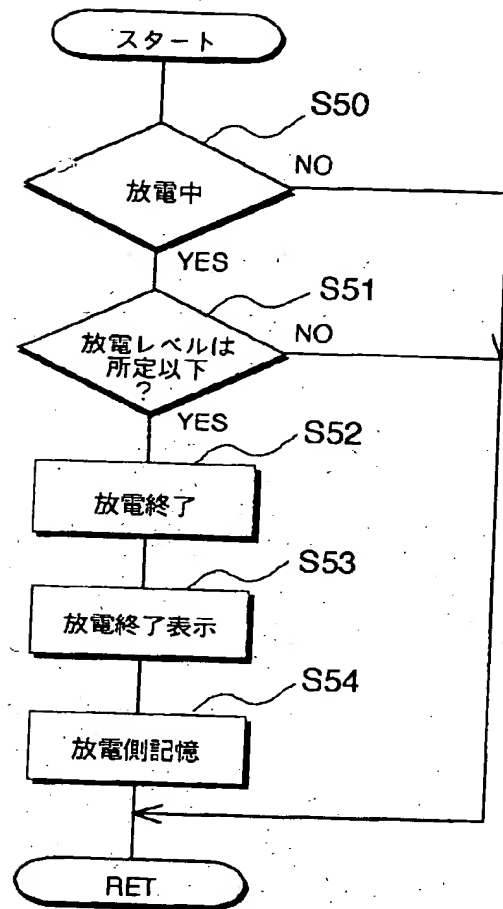 スタート
S50
放電中
NO
YES
S51
放電レベルは
所定以下
?
NO
YES
S52
放電終了
S53
放電終了表示
S54
放電側記憶
RET